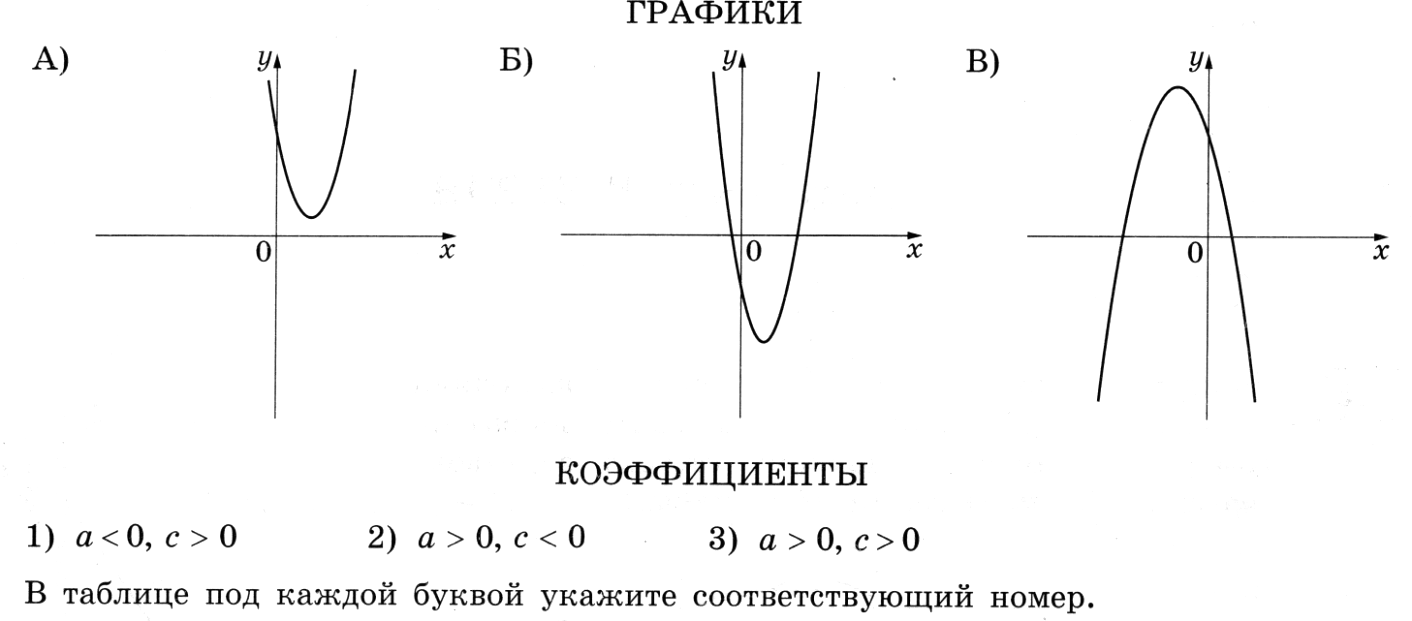 ГРАФИКИ
А) Б) В)
y y y
0 x 0 x 0 x
КОЭФФИЦИЕНТЫ
1) a < 0, c > 0 2) a > 0, c < 0 3) a > 0, c > 0
В таблице под каждой буквой укажите соответствующий номер.